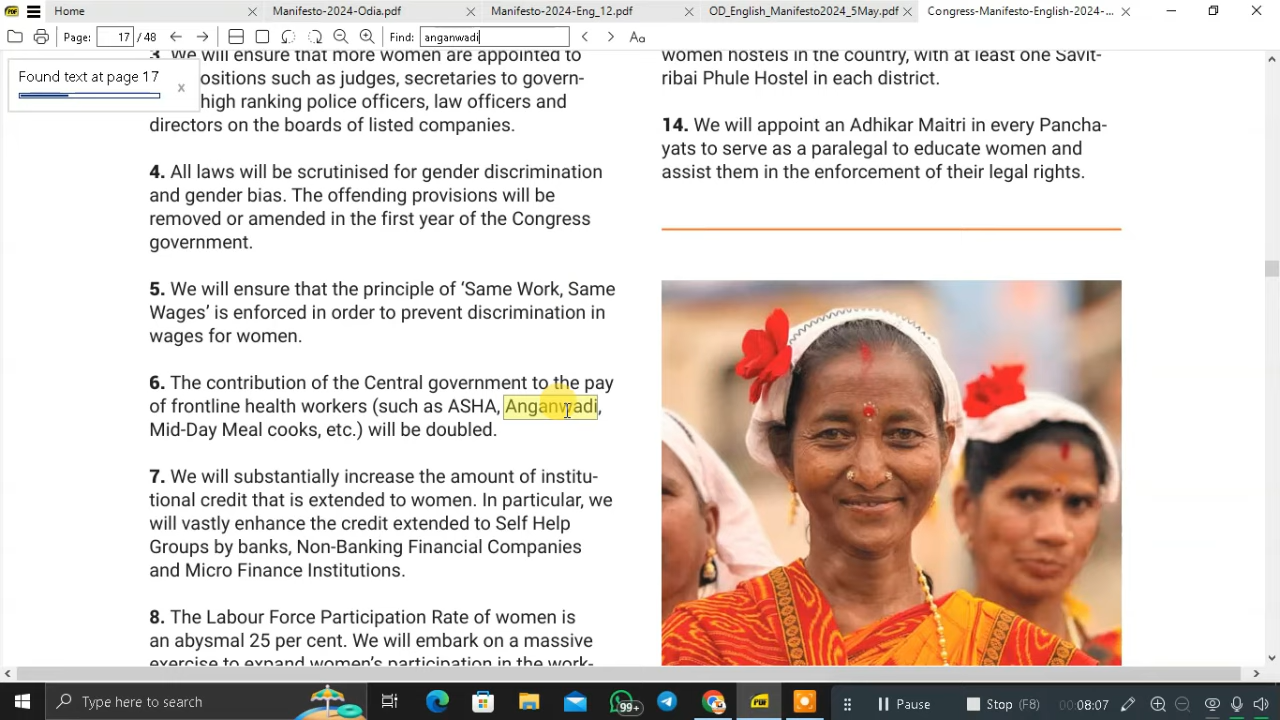 Home
Manifesto-2024-Odia.pdf
Manifesto-2024-Eng_12.pdf
OD_English_Manifesto2024_5May.pdf
Congress-Manifesto-English-2024-...
Page: 17 / 48
Find: anganwadi
Aa
Found text at page 17
x
3. We will ensure that more women are appointed to
ositions such as judges, secretaries to govern-
high ranking police officers, law officers and
directors on the boards of listed companies.
4. All laws will be scrutinised for gender discrimination
and gender bias. The offending provisions will be
removed or amended in the first year of the Congress
government.
5. We will ensure that the principle of ‘Same Work, Same
Wages’ is enforced in order to prevent discrimination in
wages for women.
6. The contribution of the Central government to the pay
of frontline health workers (such as ASHA, Anganwadi,
Mid-Day Meal cooks, etc.) will be doubled.
7. We will substantially increase the amount of institu-
tional credit that is extended to women. In particular, we
will vastly enhance the credit extended to Self Help
Groups by banks, Non-Banking Financial Companies
and Micro Finance Institutions.
8. The Labour Force Participation Rate of women is
an abysmal 25 per cent. We will embark on a massive
exercise to expand women’s participation in the work-
women hostels in the country, with at least one Savit-
ribai Phule Hostel in each district.
14. We will appoint an Adhikar Maitri in every Pancha-
yats to serve as a paralegal to educate women and
assist them in the enforcement of their legal rights.
Type here to search
99+
PDF
Pause
Stop (F8)
00:08:07